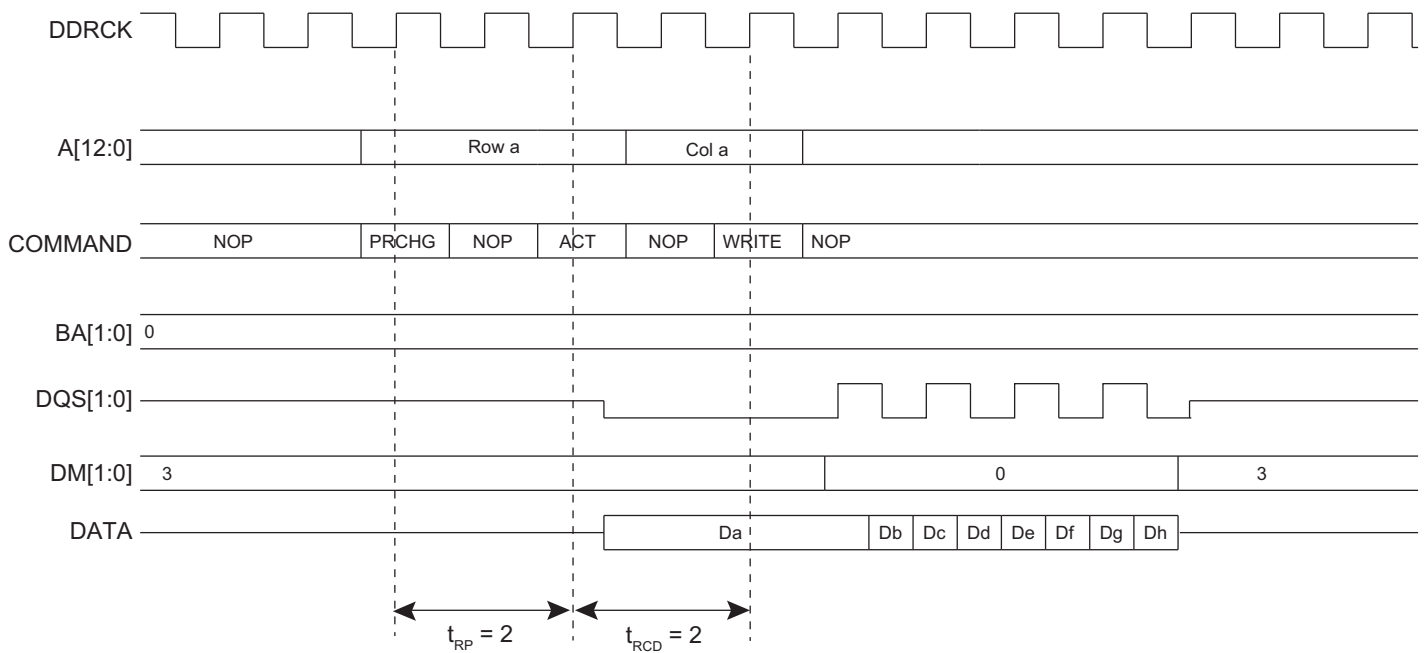 DDRCK
A[12:0] Row a Col a
COMMAND NOP PRCHG NOP ACT NOP WRITE NOP
BA[1:0] 0
DQS[1:0]
DM[1:0] 3 0 3
DATA Da Db Dc Dd De Df Dg Dh
tRP = 2 tRCD = 2